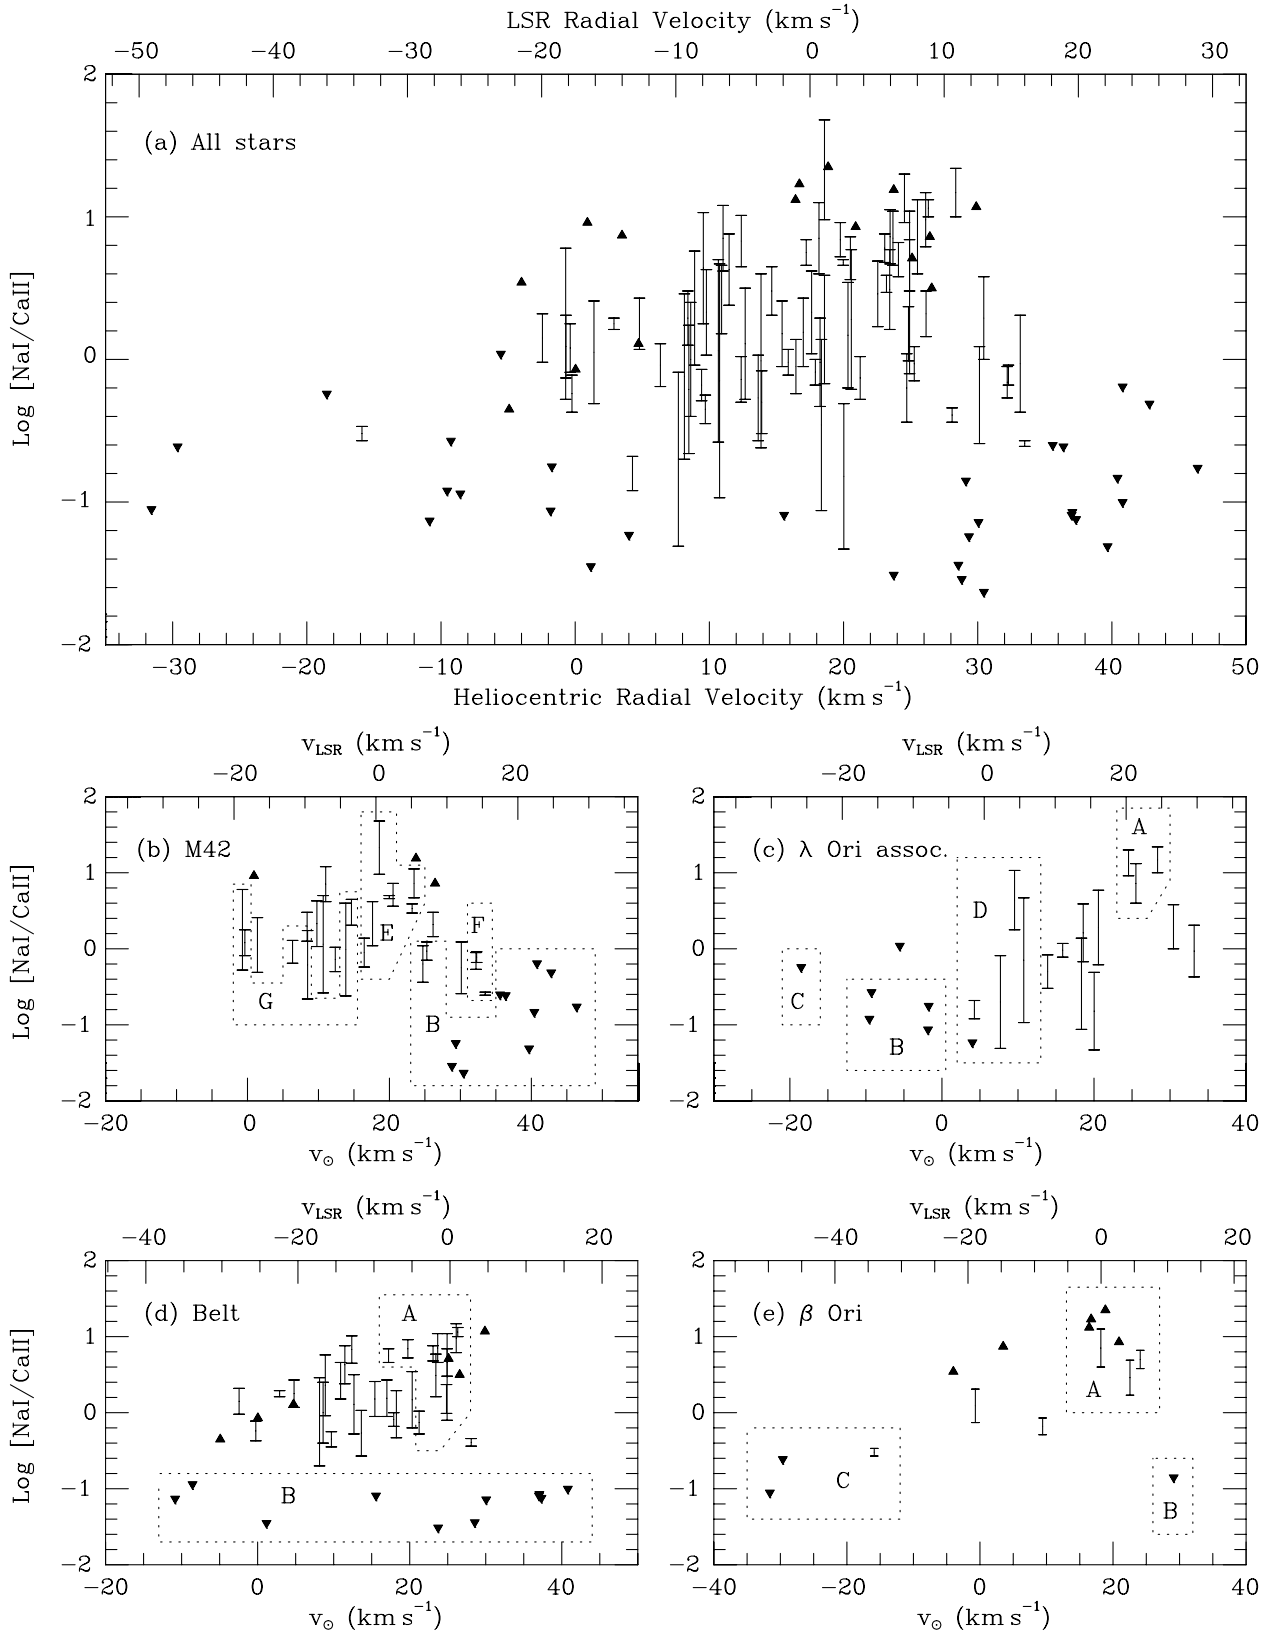 LSR Radial Velocity (km s⁻¹)
−50 −40 −30 −20 −10 0 10 20 30
2
1
0
−1
−2
Log [NaI/CaII]
(a) All stars
−30 −20 −10 0 10 20 30 40 50
Heliocentric Radial Velocity (km s⁻¹)
v_LSR (km s⁻¹)
−20 0 20
2
1
0
−1
−2
Log [NaI/CaII]
(b) M42
E
F
G
B
−20 0 20 40
v_⊙ (km s⁻¹)
v_LSR (km s⁻¹)
−20 0 20
2
1
0
−1
−2
(c) λ Ori assoc.
A
D
C
B
−20 0 20 40
v_⊙ (km s⁻¹)
v_LSR (km s⁻¹)
−40 −20 0 20
2
1
0
−1
−2
Log [NaI/CaII]
(d) Belt
A
B
−20 0 20 40
v_⊙ (km s⁻¹)
v_LSR (km s⁻¹)
−40 −20 0 20
2
1
0
−1
−2
(e) β Ori
A
C
B
−40 −20 0 20 40
v_⊙ (km s⁻¹)